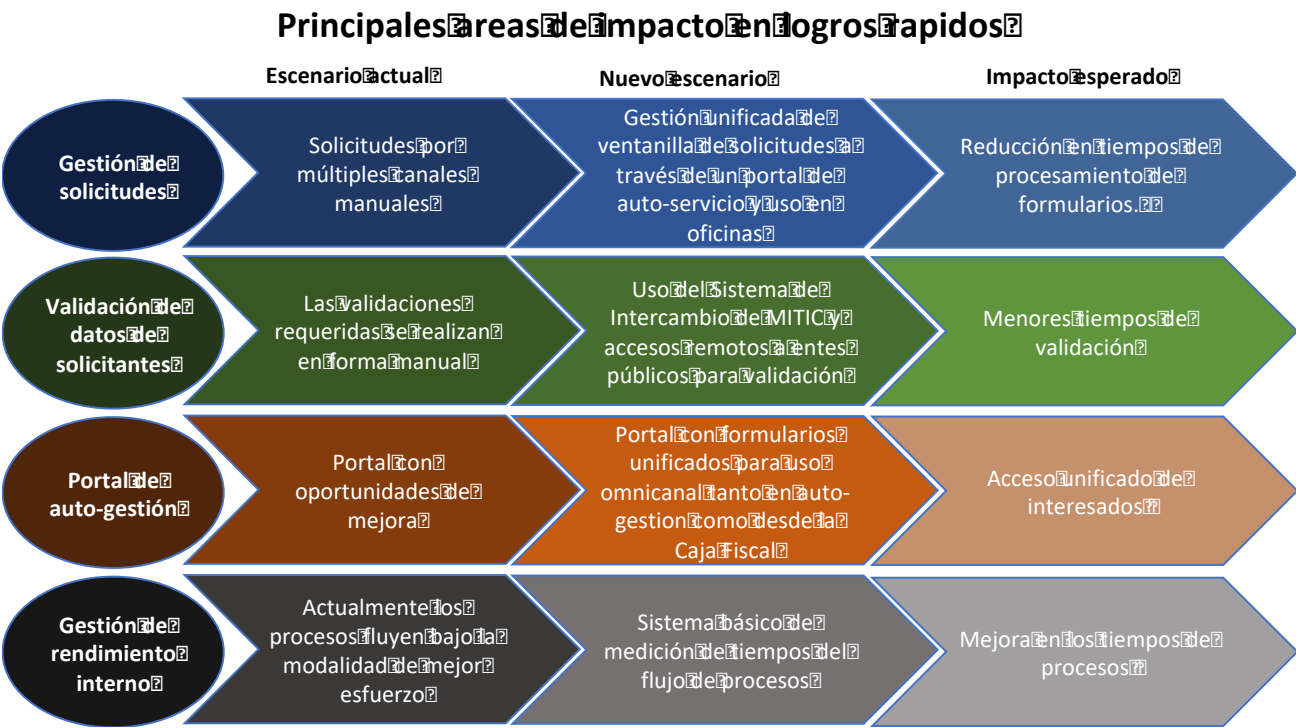 Principales areas de impacto en logros rapidos
Escenario actual
Nuevo escenario
Impacto esperado
Gestión de
solicitudes
Solicitudes por
múltiples canales
manuales
Gestión unificada de
ventanilla de solicitudes a
través de un portal de
auto-servicio y uso en
oficinas
Reducción en tiempos de
procesamiento de
formularios.
Validación de
datos de
solicitantes
Las validaciones
requeridas se realizan
en forma manual
Uso del Sistema de
Intercambio de MITIC y
accesos remotos a entes
públicos para validación
Menores tiempos de
validación
Portal de
auto-gestión
Portal con
oportunidades de
mejora
Portal con formularios
unificados para uso
omnicanal tanto en auto-
gestion como desde la
Caja Fiscal
Acceso unificado de
interesados
Gestión de
rendimiento
interno
Actualmente los
procesos fluyen bajo la
modalidad de mejor
esfuerzo
Sistema básico de
medición de tiempos del
flujo de procesos
Mejora en los tiempos de
procesos